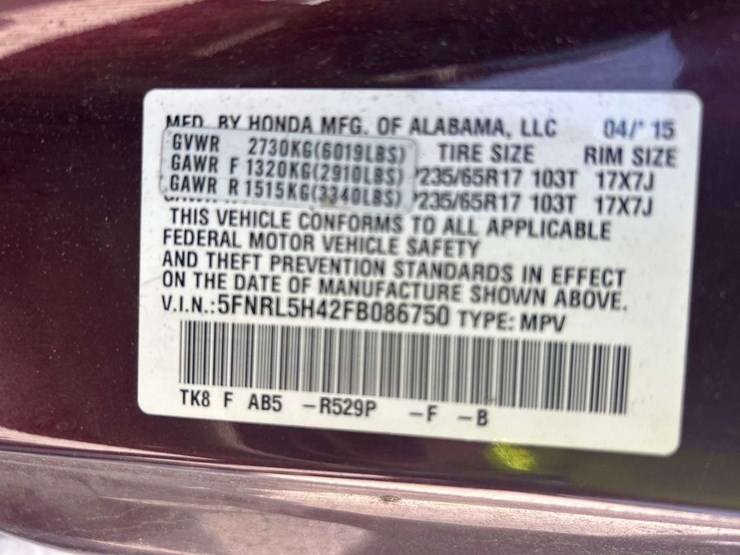 MFD. BY HONDA MFG. OF ALABAMA, LLC 04/15
GVWR 2730KG(6019LBS) TIRE SIZE RIM SIZE
GAWR F 1320KG(2910LBS) P235/65R17 103T 17X7J
GAWR R 1515KG(3340LBS) P235/65R17 103T 17X7J
THIS VEHICLE CONFORMS TO ALL APPLICABLE
FEDERAL MOTOR VEHICLE SAFETY
AND THEFT PREVENTION STANDARDS IN EFFECT
ON THE DATE OF MANUFACTURE SHOWN ABOVE.
V.I.N.:5FNRL5H42FB086750 TYPE: MPV
TK8 F AB5 -R529P -F -B